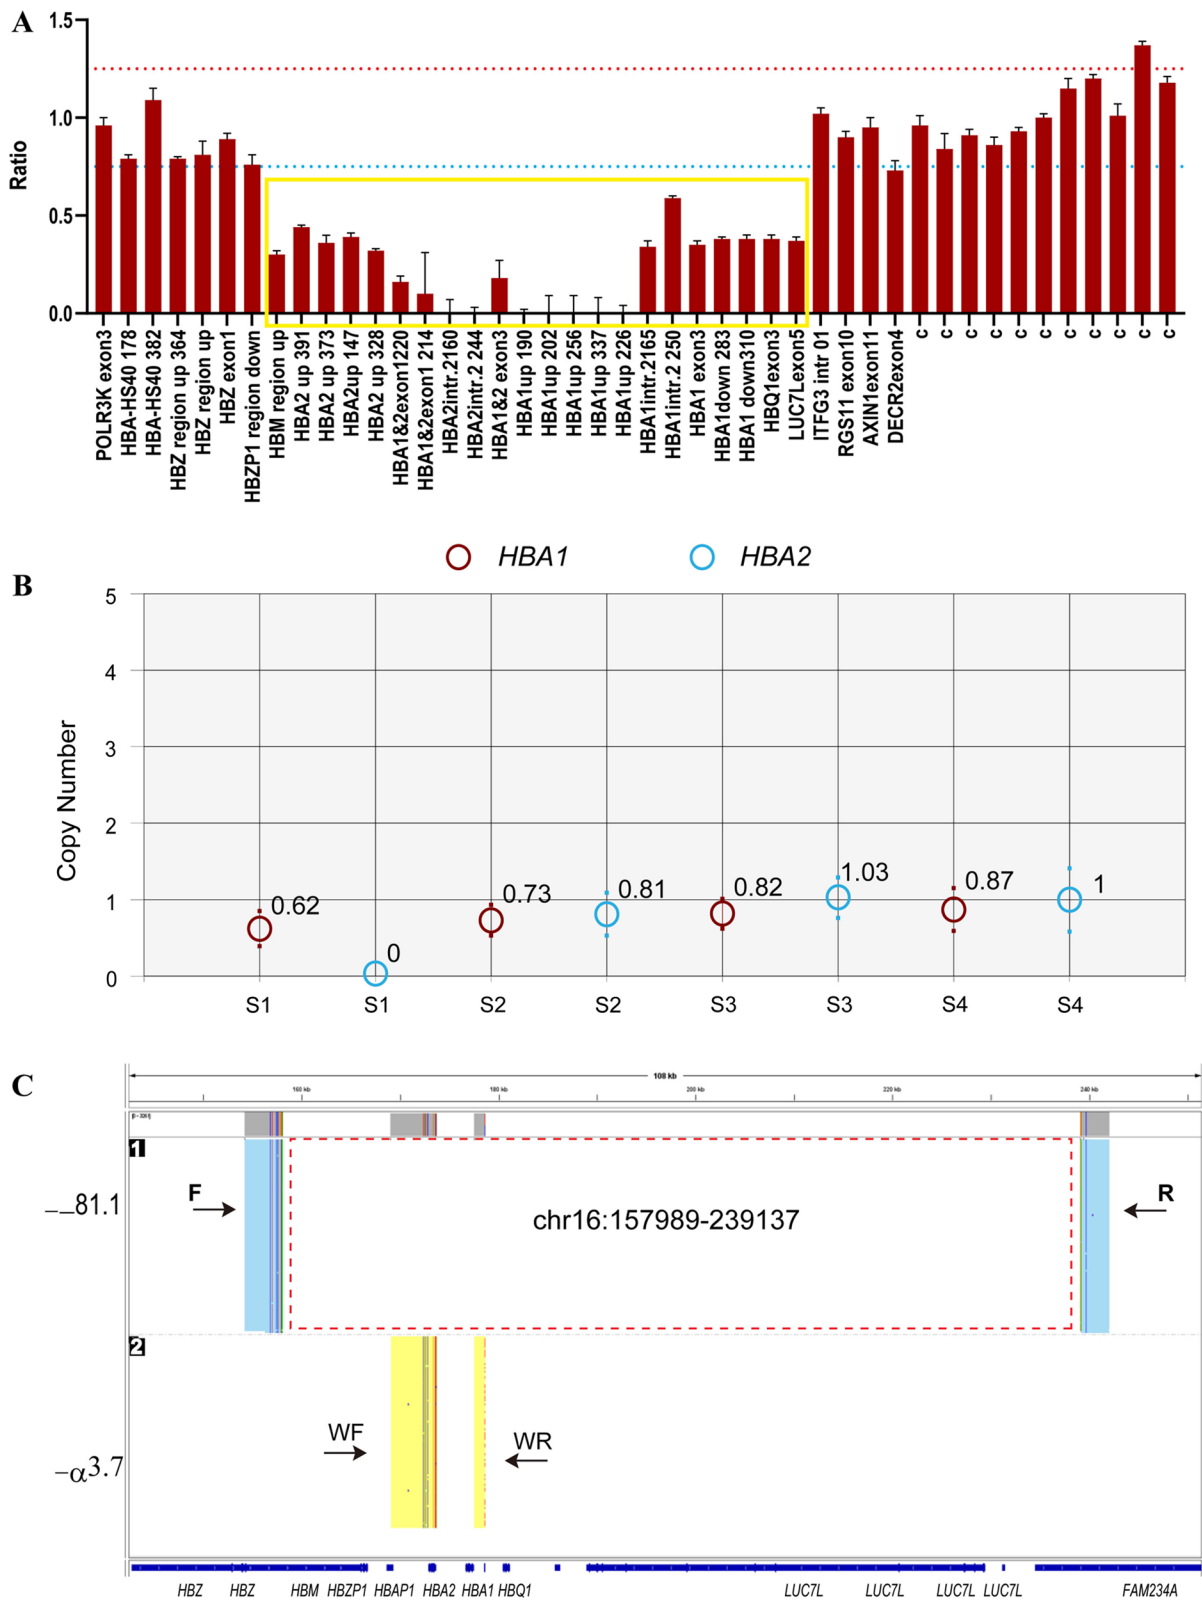 A
1.5
1.0
0.5
0.0
Ratio
POLR3K exon3
HBA-HS40 178
HBA-HS40 382
HBZ region up 364
HBZ region up
HBZ exon1
HBZP1 region down
HBM region up
HBA2 up 391
HBA2 up 373
HBA2up 147
HBA2 up 328
HBA1&2exon1220
HBA1&2exon1 214
HBA2intr.2160
HBA2intr.2 244
HBA1&2 exon3
HBA1up 190
HBA1up 202
HBA1up 256
HBA1up 337
HBA1up 226
HBA1intr.2165
HBA1intr.2 250
HBA1 exon3
HBA1down 283
HBA1 down310
HBQ1exon3
LUC7Lexon5
ITFG3 intr 01
RGS11 exon10
AXIN1exon11
DECR2exon4
c
c
c
c
c
c
c
c
c
c
c
HBA1 HBA2
B
5
4
3
2
1
0
Copy Number
0.62
0
0.73
0.81
0.82
1.03
0.87
1
S1 S1 S2 S2 S3 S3 S4 S4
C
108 kb
160 kb 180 kb 200 kb 220 kb 240 kb
1
F
R
−−81.1
chr16:157989-239137
2
WF
WR
−α3.7
HBZ HBZ HBM HBZP1 HBAP1 HBA2 HBA1 HBQ1 LUC7L LUC7L LUC7L LUC7L FAM234A